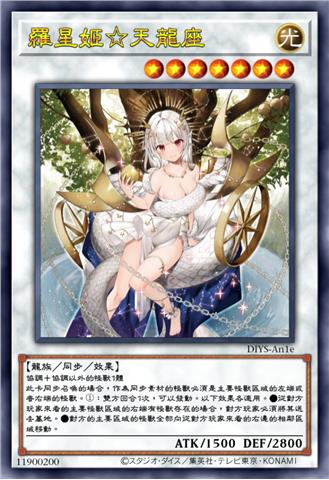 羅星姬☆天龍座
光
DIYS-An1e
【龍族／同步／效果】
協調＋協調以外的怪獸1體
此卡同步召喚的場合，作為同步素材的怪獸必須是主要怪獸區域的左端或
者右端的怪獸。①：雙方回合1次，可以發動。以下效果各適用。●從對方
玩家來看的主要怪獸區域的右端有怪獸存在的場合，對方玩家必須將其送
去墓地。●對方的主要怪獸區域的怪獸全部向從對方玩家來看的右邊的相鄰區
域移動。
ATK/1500 DEF/2800
11900200
©スタジオ・ダイス／集英社・テレビ東京・KONAMI